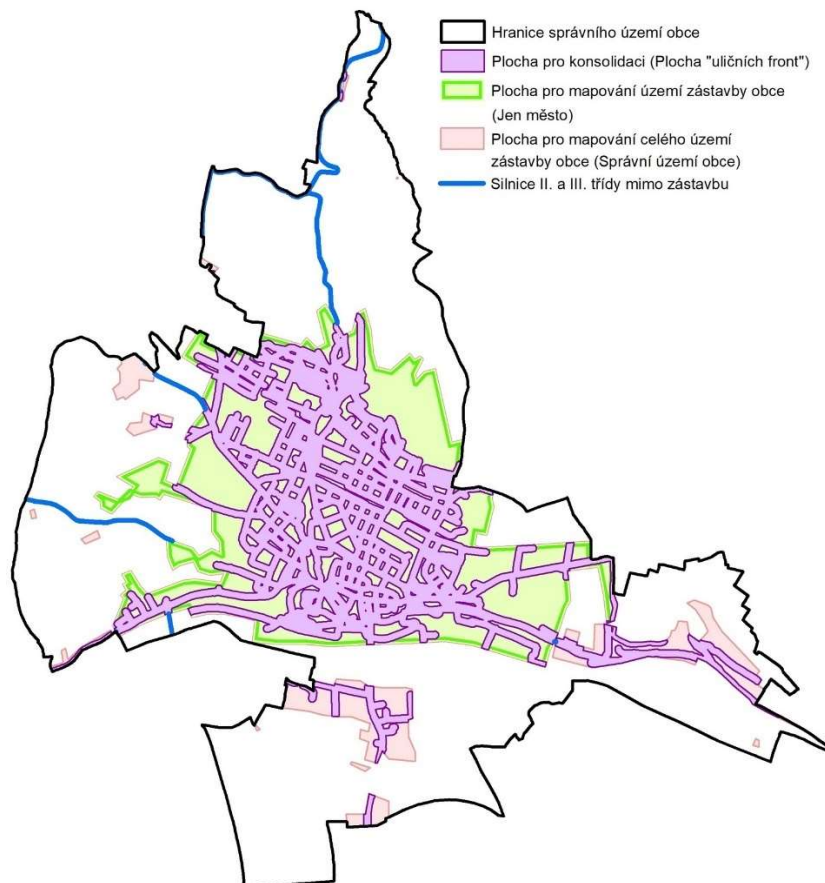 Hranice správního území obce
Plocha pro konsolidaci (Plocha "uličních front")
Plocha pro mapování území zástavby obce
(Jen město)
Plocha pro mapování celého území
zástavby obce (Správní území obce)
Silnice II. a III. třídy mimo zástavbu